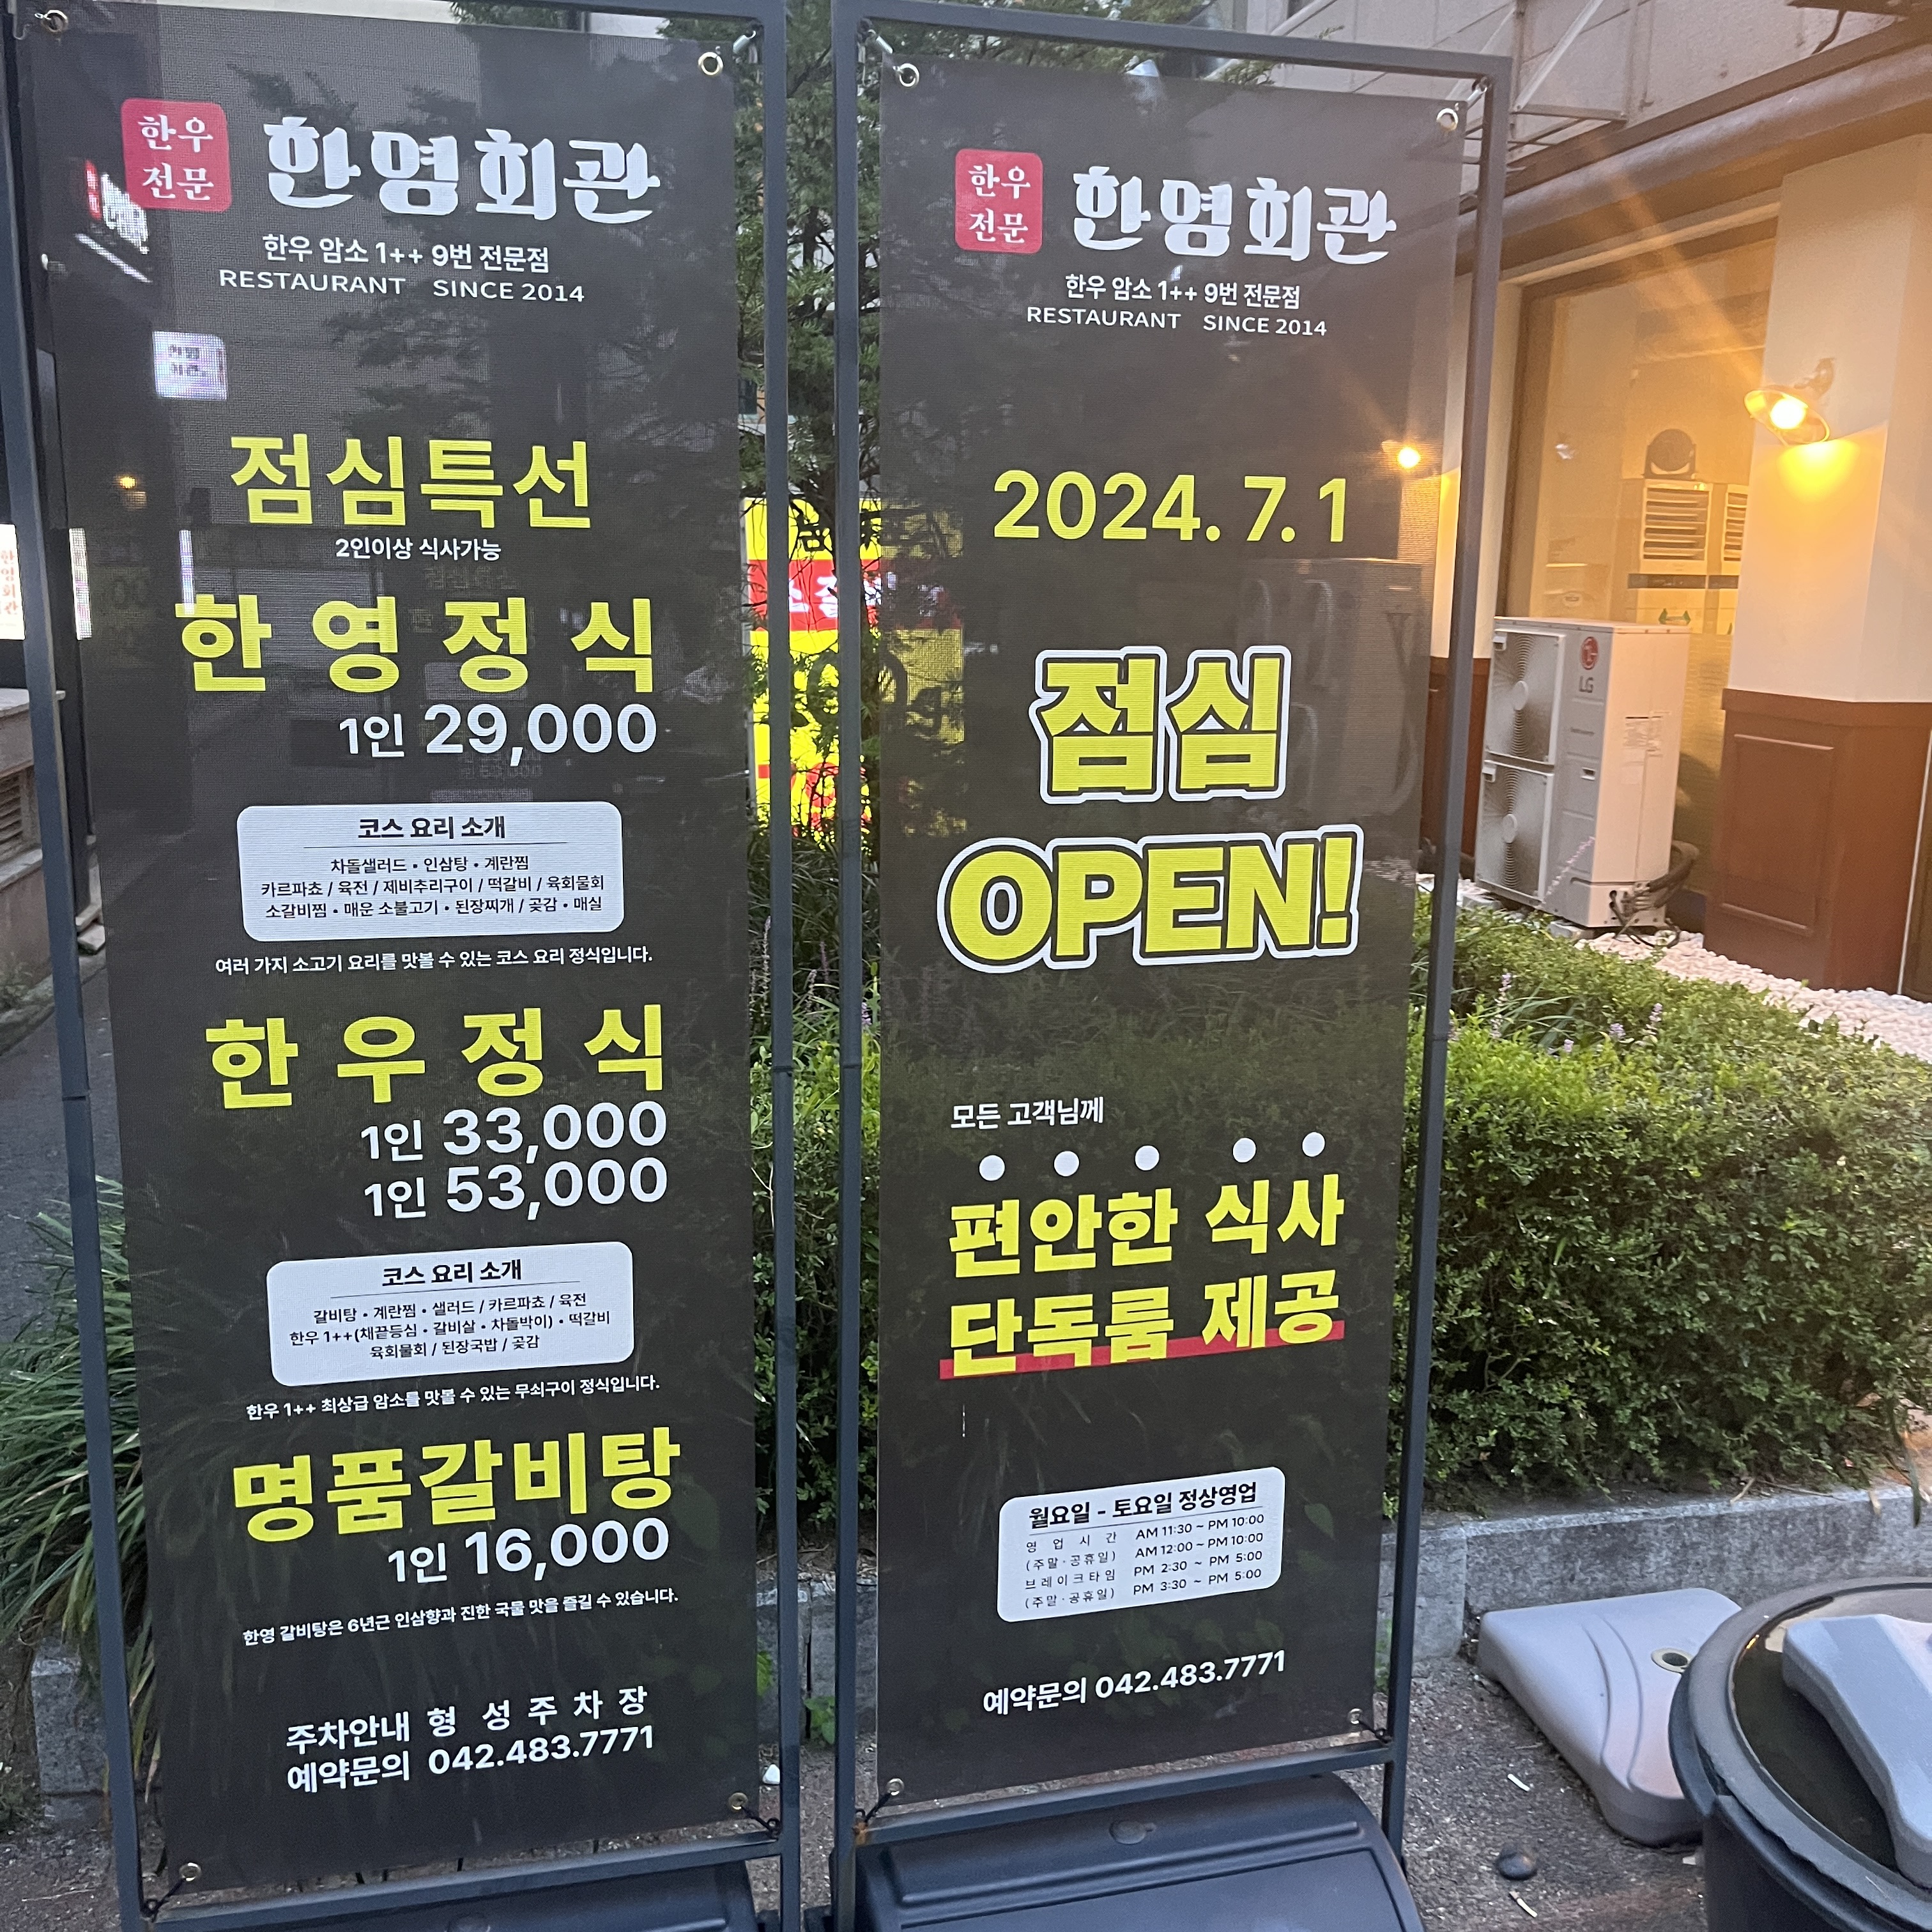 한우
전문
한영회관
한우 암소 1++ 9번 전문점
RESTAURANT SINCE 2014
점심특선
2인이상 식사가능
한영정식
1인 29,000
코스 요리 소개
차돌샐러드 • 인삼탕 • 계란찜
카르파쵸 / 육전 / 제비추리구이 / 떡갈비 / 육회물회
소갈비찜 • 매운 소불고기 • 된장찌개 / 곶감 • 매실
여러 가지 소고기 요리를 맛볼 수 있는 코스 요리 정식입니다.
한우정식
1인 33,000
1인 53,000
코스 요리 소개
갈비탕 • 계란찜 • 샐러드 / 카르파쵸 / 육전
한우 1++(채끝등심 • 갈비살 • 차돌박이) • 떡갈비
육회물회 / 된장국밥 / 곶감
한우 1++ 최상급 암소를 맛볼 수 있는 무쇠구이 정식입니다.
명품갈비탕
1인 16,000
한영 갈비탕은 6년근 인삼향과 진한 국물 맛을 즐길 수 있습니다.
주차안내 형성주차장
예약문의 042.483.7771
한우
전문
한영회관
한우 암소 1++ 9번 전문점
RESTAURANT SINCE 2014
2024. 7. 1
점심
OPEN!
모든 고객님께
편안한 식사
단독룸 제공
월요일 - 토요일 정상영업
영업시간 AM 11:30 ~ PM 10:00
(주말·공휴일) AM 12:00 ~ PM 10:00
브레이크타임 PM 2:30 ~ PM 5:00
(주말·공휴일) PM 3:30 ~ PM 5:00
예약문의 042.483.7771
LG